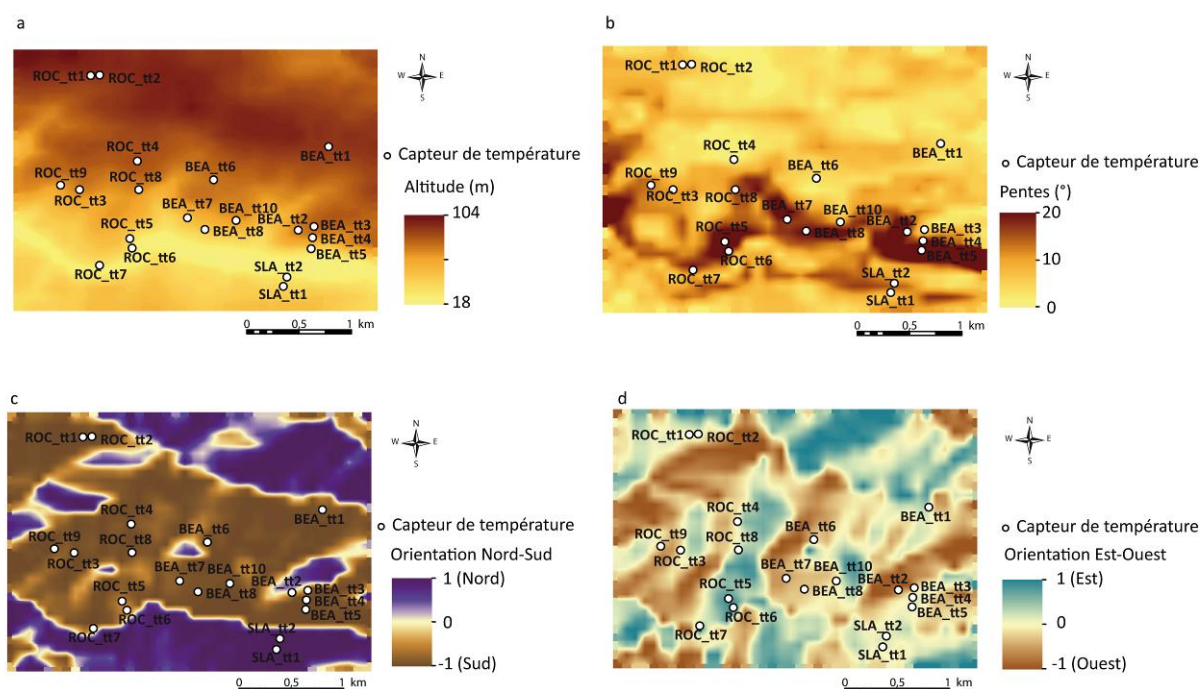 a
N
W E
S
ROC_tt1 ROC_tt2
ROC_tt4
BEA_tt1
BEA_tt6
ROC_tt9
ROC_tt8
ROC_tt3
BEA_tt7
BEA_tt10
BEA_tt2
BEA_tt3
ROC_tt5
BEA_tt8
BEA_tt4
BEA_tt5
ROC_tt6
ROC_tt7
SLA_tt2
SLA_tt1
Capteur de température
Altitude (m)
104
18
0 0,5 1
km
b
N
W E
S
ROC_tt1 ROC_tt2
ROC_tt4
BEA_tt1
BEA_tt6
ROC_tt9
ROC_tt3
ROC_tt8
BEA_tt7
BEA_tt10
BEA_tt2
BEA_tt3
ROC_tt5
BEA_tt8
BEA_tt4
BEA_tt5
ROC_tt6
ROC_tt7
SLA_tt2
SLA_tt1
Capteur de température
Pentes (°)
20
10
0
0 0,5 1
km
c
N
W E
S
ROC_tt1 ROC_tt2
ROC_tt4
BEA_tt1
BEA_tt6
ROC_tt9
ROC_tt8
ROC_tt3
BEA_tt7
BEA_tt10
BEA_tt2
BEA_tt3
ROC_tt5
BEA_tt8
BEA_tt4
BEA_tt5
ROC_tt6
ROC_tt7
SLA_tt2
SLA_tt1
Capteur de température
Orientation Nord-Sud
1 (Nord)
0
-1 (Sud)
0 0,5 1 km
d
N
W E
S
ROC_tt1 ROC_tt2
ROC_tt4
BEA_tt1
BEA_tt6
ROC_tt9
ROC_tt8
ROC_tt3
BEA_tt7
BEA_tt10
BEA_tt2
BEA_tt3
ROC_tt5
BEA_tt8
BEA_tt4
BEA_tt5
ROC_tt6
ROC_tt7
SLA_tt2
SLA_tt1
Capteur de température
Orientation Est-Ouest
1 (Est)
0
-1 (Ouest)
0 0,5 1
km